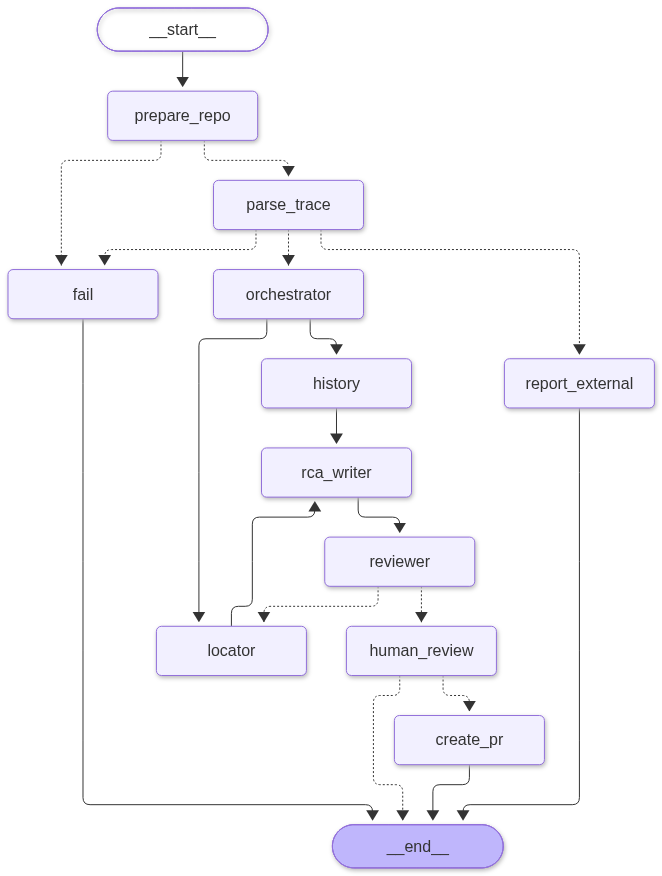 __start__
prepare_repo
parse_trace
fail
orchestrator
history
report_external
rca_writer
reviewer
locator
human_review
create_pr
__end__